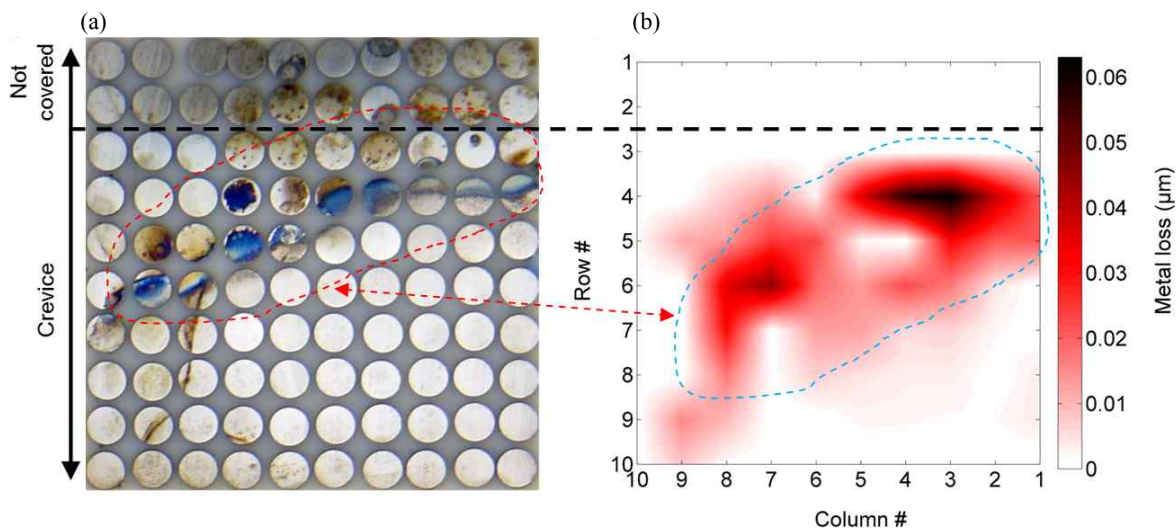 (a)
(b)
Not
covered
Crevice
1
2
3
4
5
6
7
8
9
10
Row #
10 9 8 7 6 5 4 3 2 1
Column #
0.06
0.05
0.04
0.03
0.02
0.01
0
Metal loss (µm)